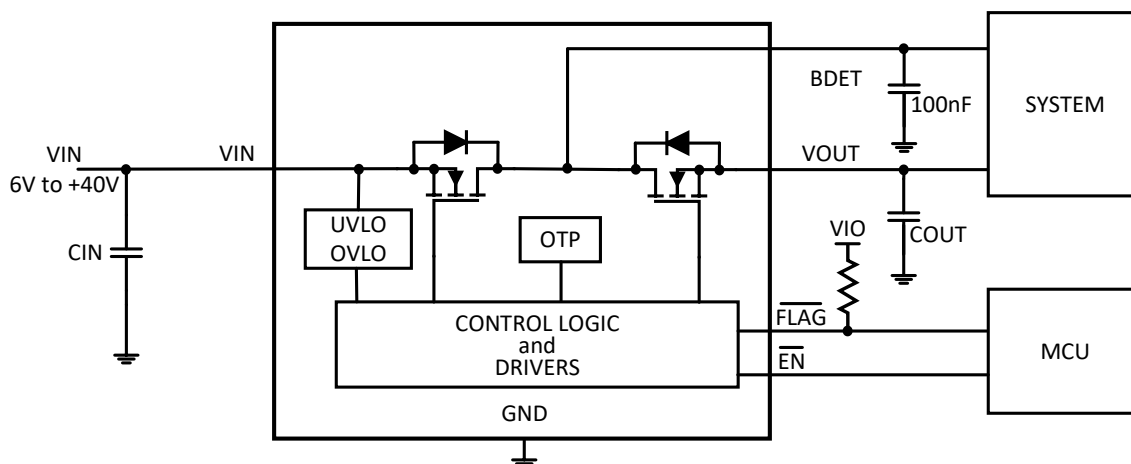 BDET
100nF
SYSTEM
VIN
6V to +40V
VIN
VOUT
UVLO
OVLO
OTP
VIO
COUT
CIN
CONTROL LOGIC
and
DRIVERS
FLAG
EN
MCU
GND